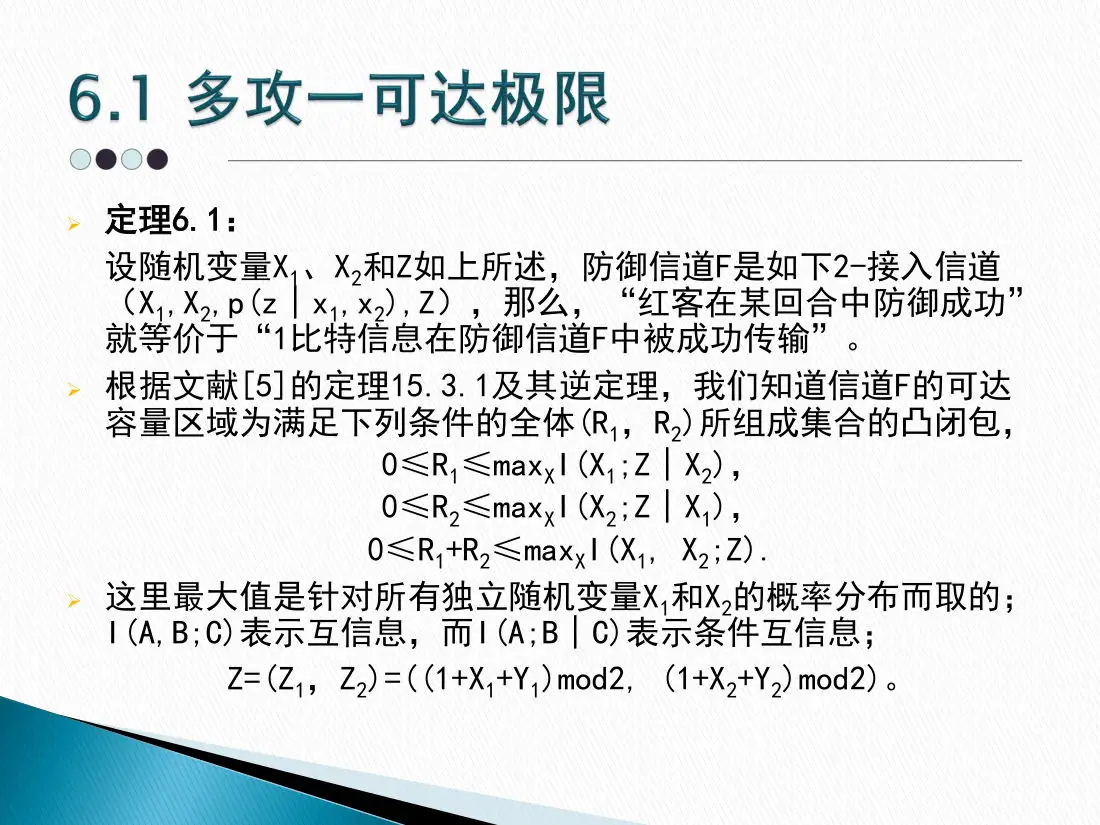 6.1 多攻一可达极限
定理6.1：
设随机变量X₁、X₂和Z如上所述，防御信道F是如下2-接入信道
（X₁,X₂,p(z│x₁,x₂),Z），那么，“红客在某回合中防御成功”
就等价于“1比特信息在防御信道F中被成功传输”。
根据文献[5]的定理15.3.1及其逆定理，我们知道信道F的可达
容量区域为满足下列条件的全体(R₁，R₂)所组成集合的凸闭包，
0≤R₁≤maxₓI(X₁;Z│X₂)，
0≤R₂≤maxₓI(X₂;Z│X₁)，
0≤R₁+R₂≤maxₓI(X₁, X₂;Z).
这里最大值是针对所有独立随机变量X₁和X₂的概率分布而取的；
I(A,B;C)表示互信息，而I(A;B│C)表示条件互信息；
Z=(Z₁，Z₂)=((1+X₁+Y₁)mod2, (1+X₂+Y₂)mod2)。